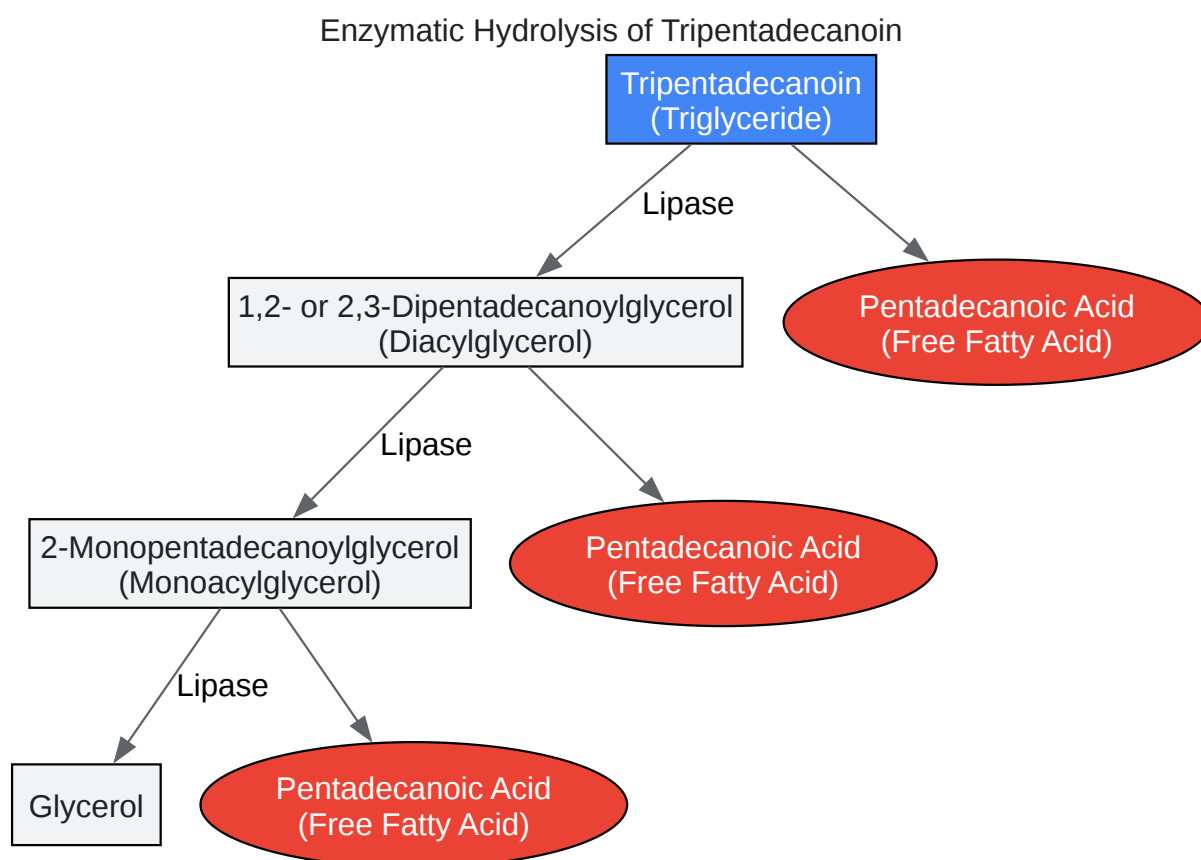 Enzymatic Hydrolysis of Tripentadecanoin
Tripentadecanoin
(Triglyceride)
Lipase
1,2- or 2,3-Dipentadecanoylglycerol
(Diacylglycerol)
Pentadecanoic Acid
(Free Fatty Acid)
Lipase
2-Monopentadecanoylglycerol
(Monoacylglycerol)
Pentadecanoic Acid
(Free Fatty Acid)
Lipase
Glycerol
Pentadecanoic Acid
(Free Fatty Acid)